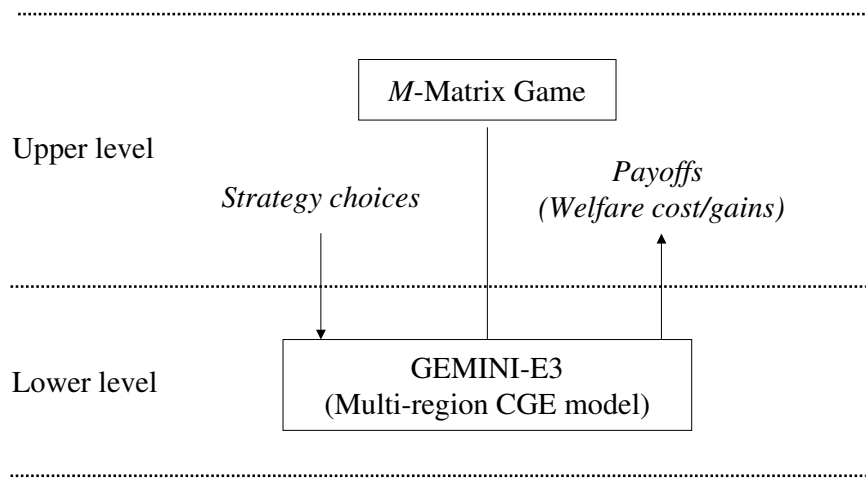 M-Matrix Game
Upper level
Strategy choices
Payoffs
(Welfare cost/gains)
Lower level
GEMINI-E3
(Multi-region CGE model)